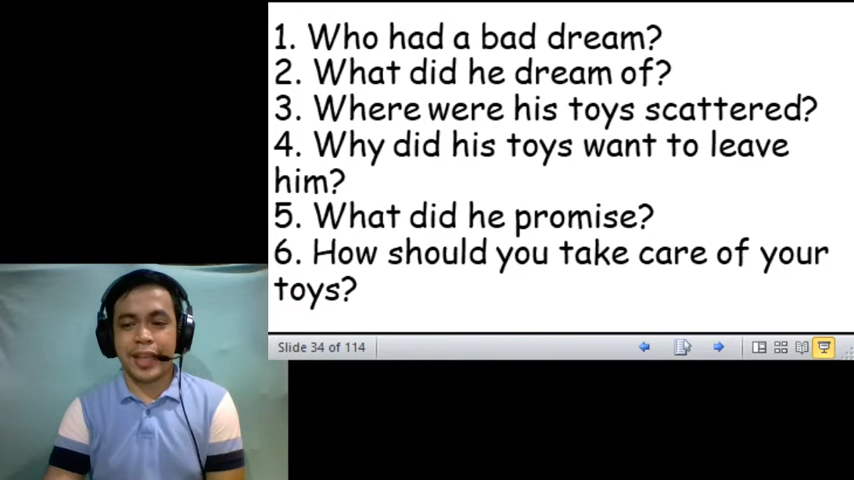 1. Who had a bad dream?
2. What did he dream of?
3. Where were his toys scattered?
4. Why did his toys want to leave
him?
5. What did he promise?
6. How should you take care of your
toys?
Slide 34 of 114